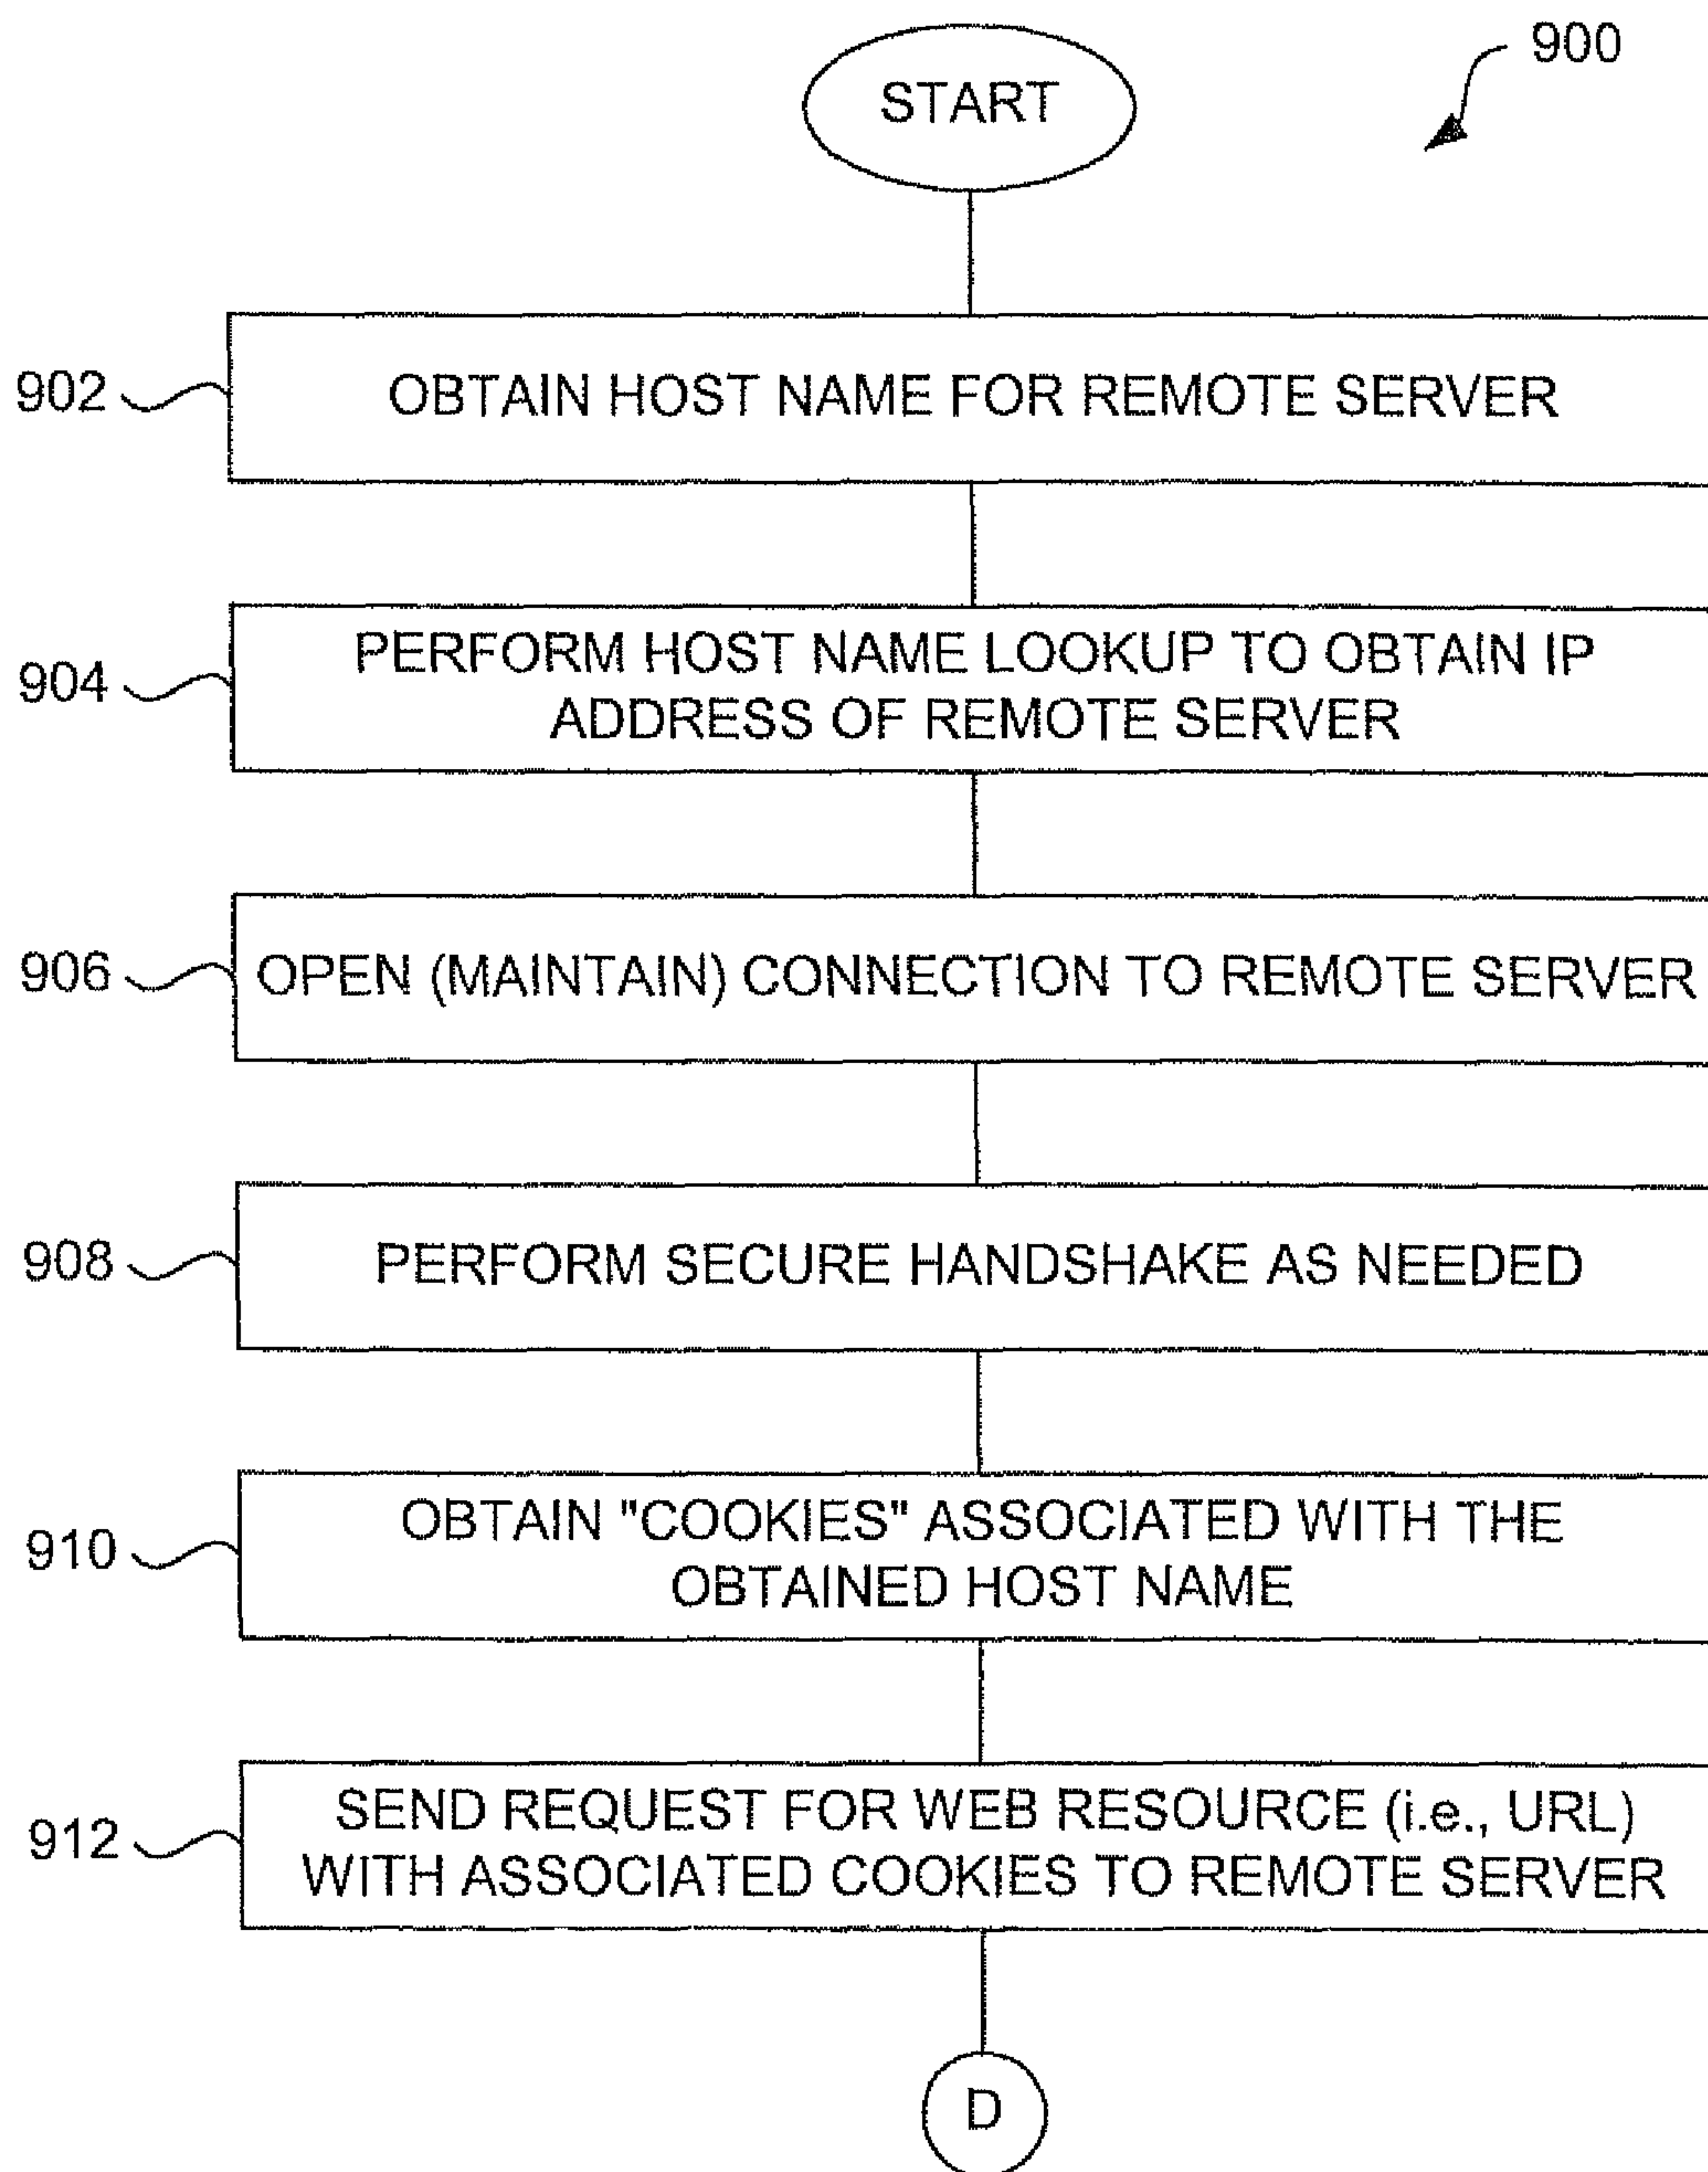 900
START
902
OBTAIN HOST NAME FOR REMOTE SERVER
904
PERFORM HOST NAME LOOKUP TO OBTAIN IP
ADDRESS OF REMOTE SERVER
906
OPEN (MAINTAIN) CONNECTION TO REMOTE SERVER
908
PERFORM SECURE HANDSHAKE AS NEEDED
910
OBTAIN "COOKIES" ASSOCIATED WITH THE
OBTAINED HOST NAME
912
SEND REQUEST FOR WEB RESOURCE (i.e., URL)
WITH ASSOCIATED COOKIES TO REMOTE SERVER
D